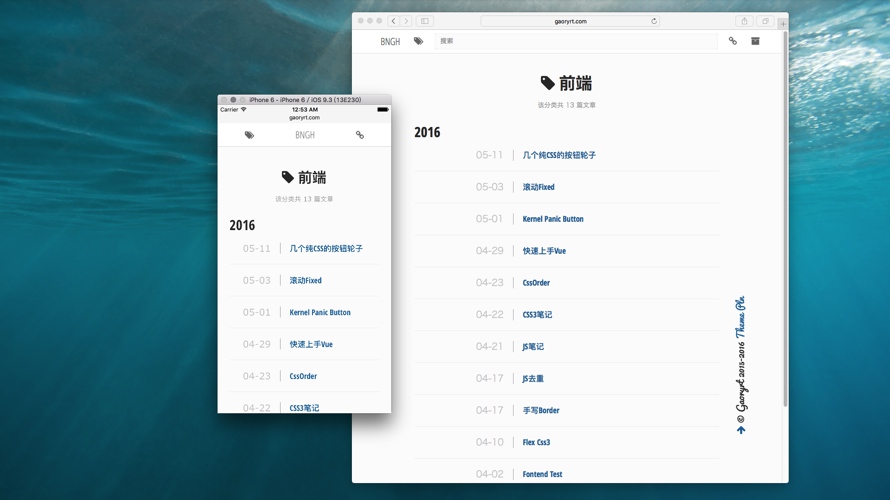 gaoryrt.com
BNGH
搜索
前端
该分类共 13 篇文章
2016
05-11 几个纯CSS的按钮轮子
05-03 滚动Fixed
05-01 Kernel Panic Button
04-29 快速上手Vue
04-23 CssOrder
04-22 CSS3笔记
04-21 JS笔记
04-17 JS去重
04-17 手写Border
04-10 Flex Css3
04-02 Fontend Test
© Gaoryrt 2015-2016 Theme Pln
iPhone 6 - iPhone 6 / iOS 9.3 (13E230)
Carrier 12:53 AM
gaoryrt.com
BNGH
前端
该分类共 13 篇文章
2016
05-11 几个纯CSS的按钮轮子
05-03 滚动Fixed
05-01 Kernel Panic Button
04-29 快速上手Vue
04-23 CssOrder
04-22 CSS3笔记